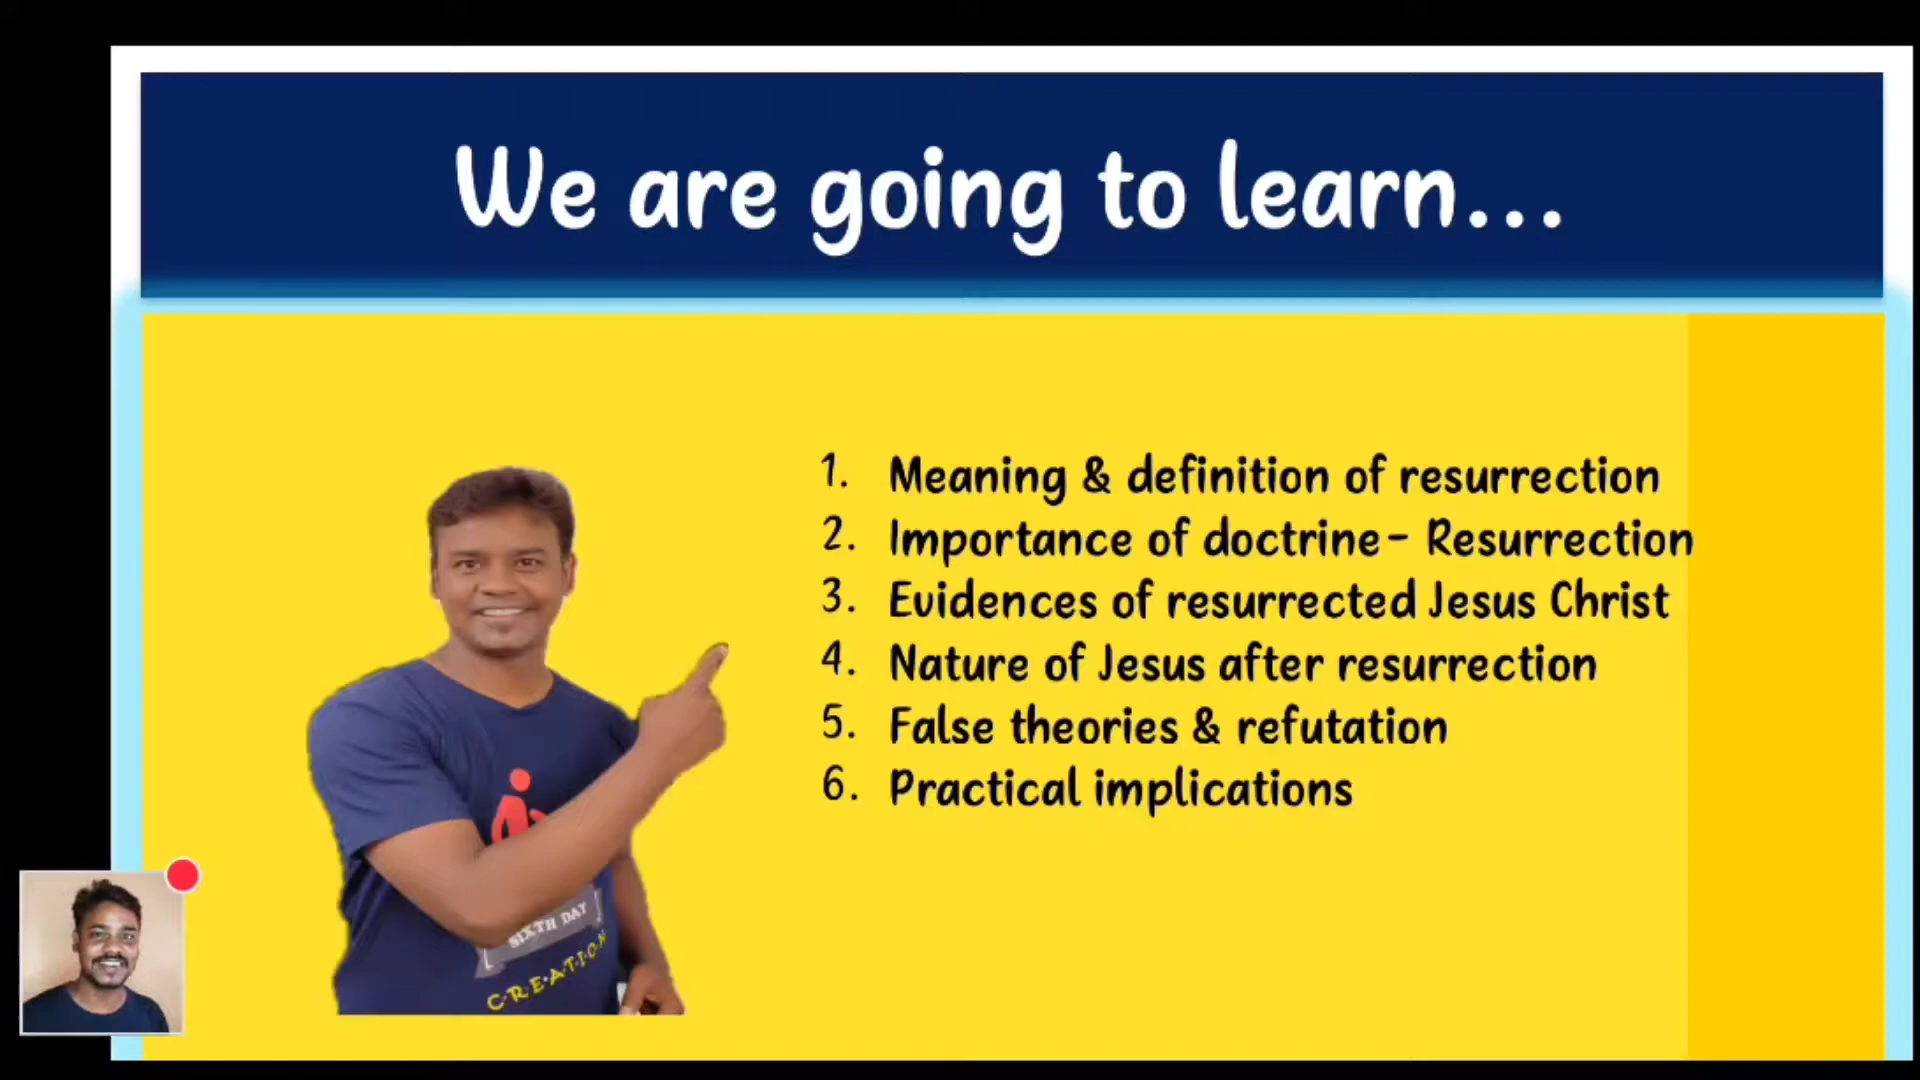 We are going to learn...
1. Meaning & definition of resurrection
2. Importance of doctrine- Resurrection
3. Evidences of resurrected Jesus Christ
4. Nature of Jesus after resurrection
5. False theories & refutation
6. Practical implications
SIXTH DAY
C·R·E·A·T·I·O·N